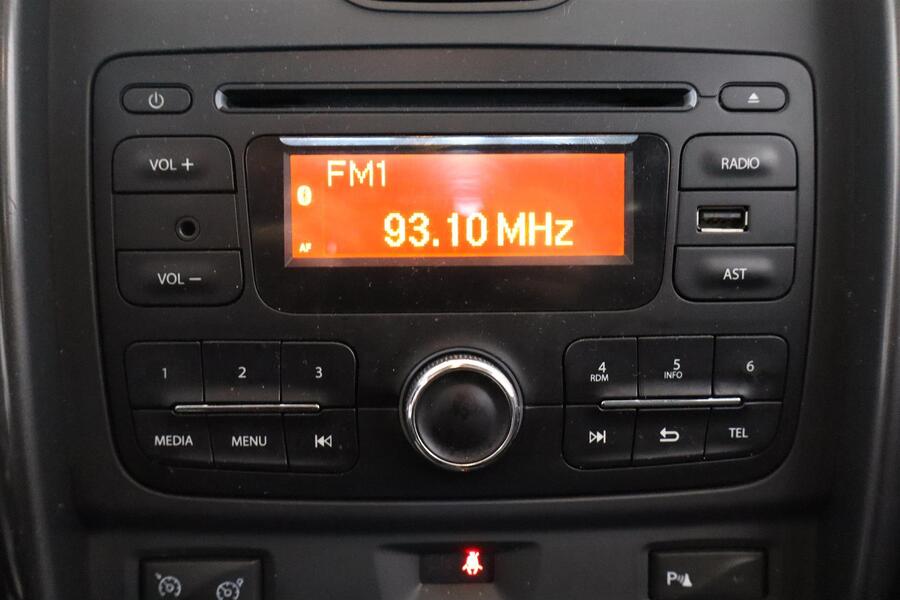 VOL +
RADIO
FM1
93.10 MHz
AF
VOL −
AST
1 2 3
4 5 6
RDM INFO
MEDIA MENU
TEL
P